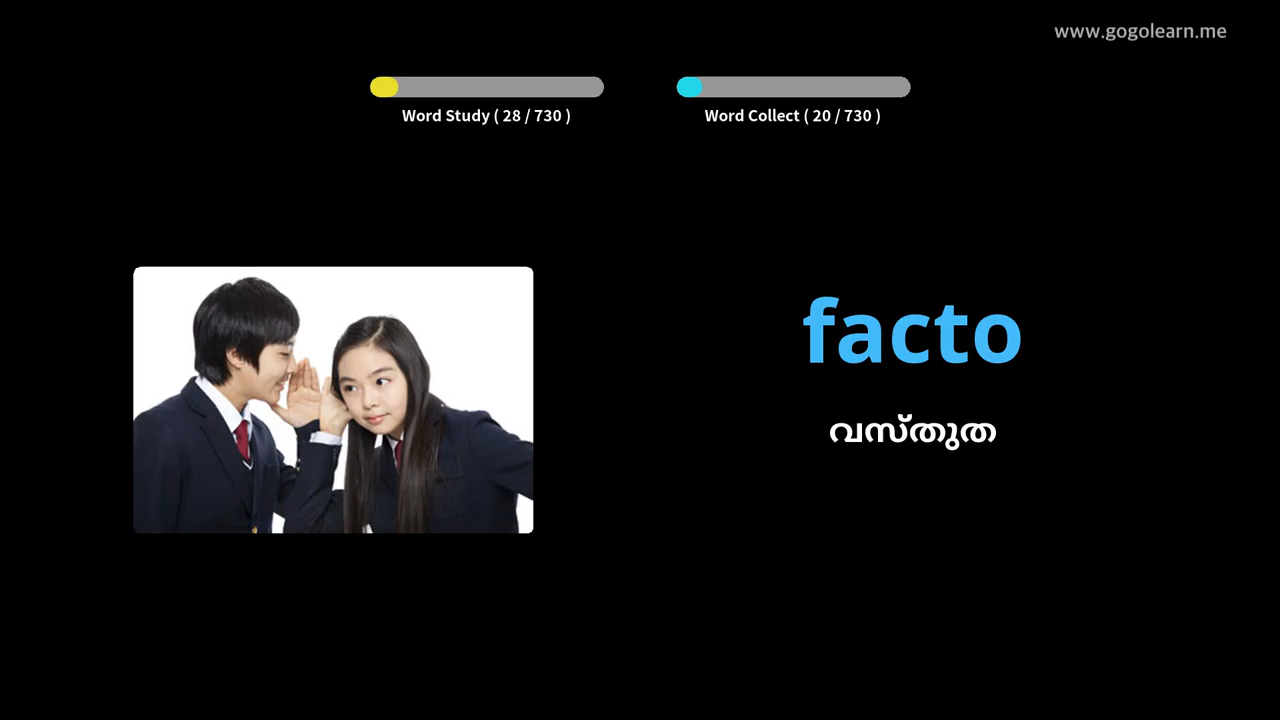 www.gogolearn.me
Word Study ( 28 / 730 )
Word Collect ( 20 / 730 )
facto
വസ്തുത